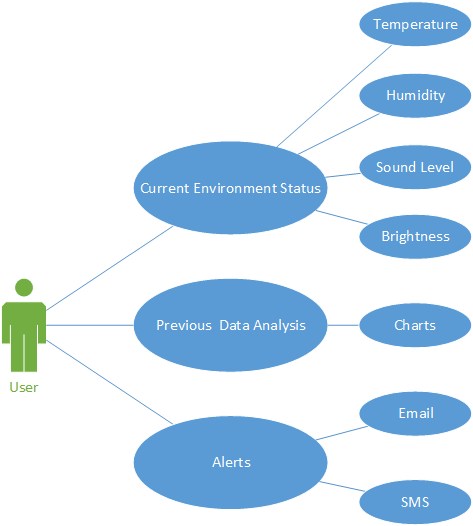 Temperature
Humidity
Sound Level
Brightness
Current Environment Status
Previous Data Analysis
Charts
User
Email
Alerts
SMS